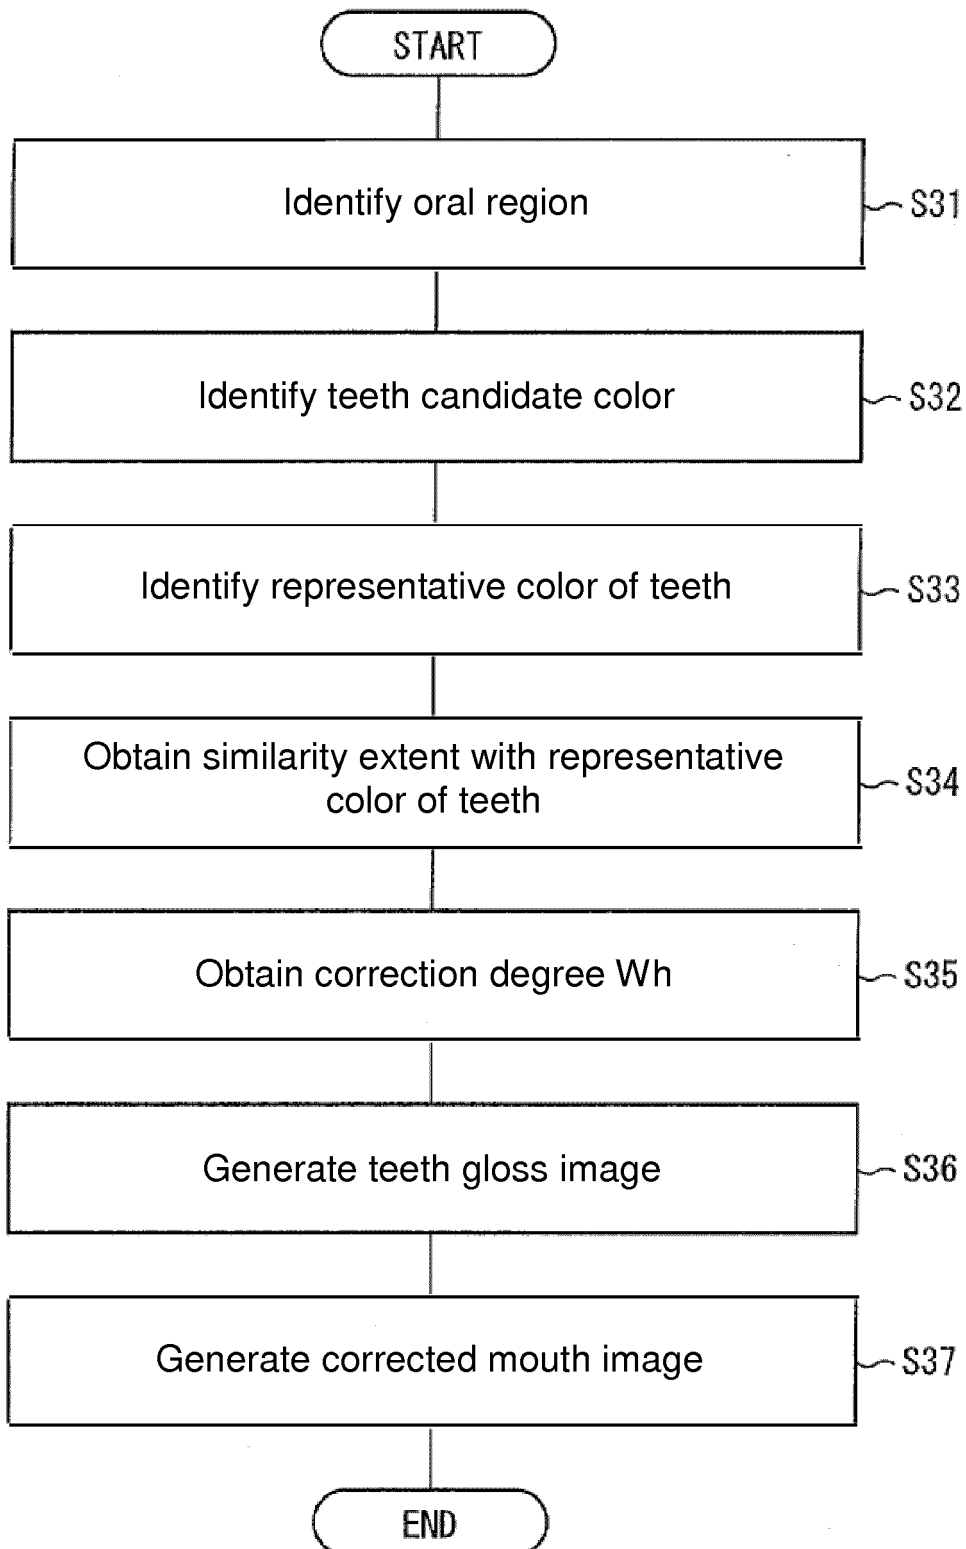 START
Identify oral region
S31
Identify teeth candidate color
S32
Identify representative color of teeth
S33
Obtain similarity extent with representative
color of teeth
S34
Obtain correction degree Wh
S35
Generate teeth gloss image
S36
Generate corrected mouth image
S37
END